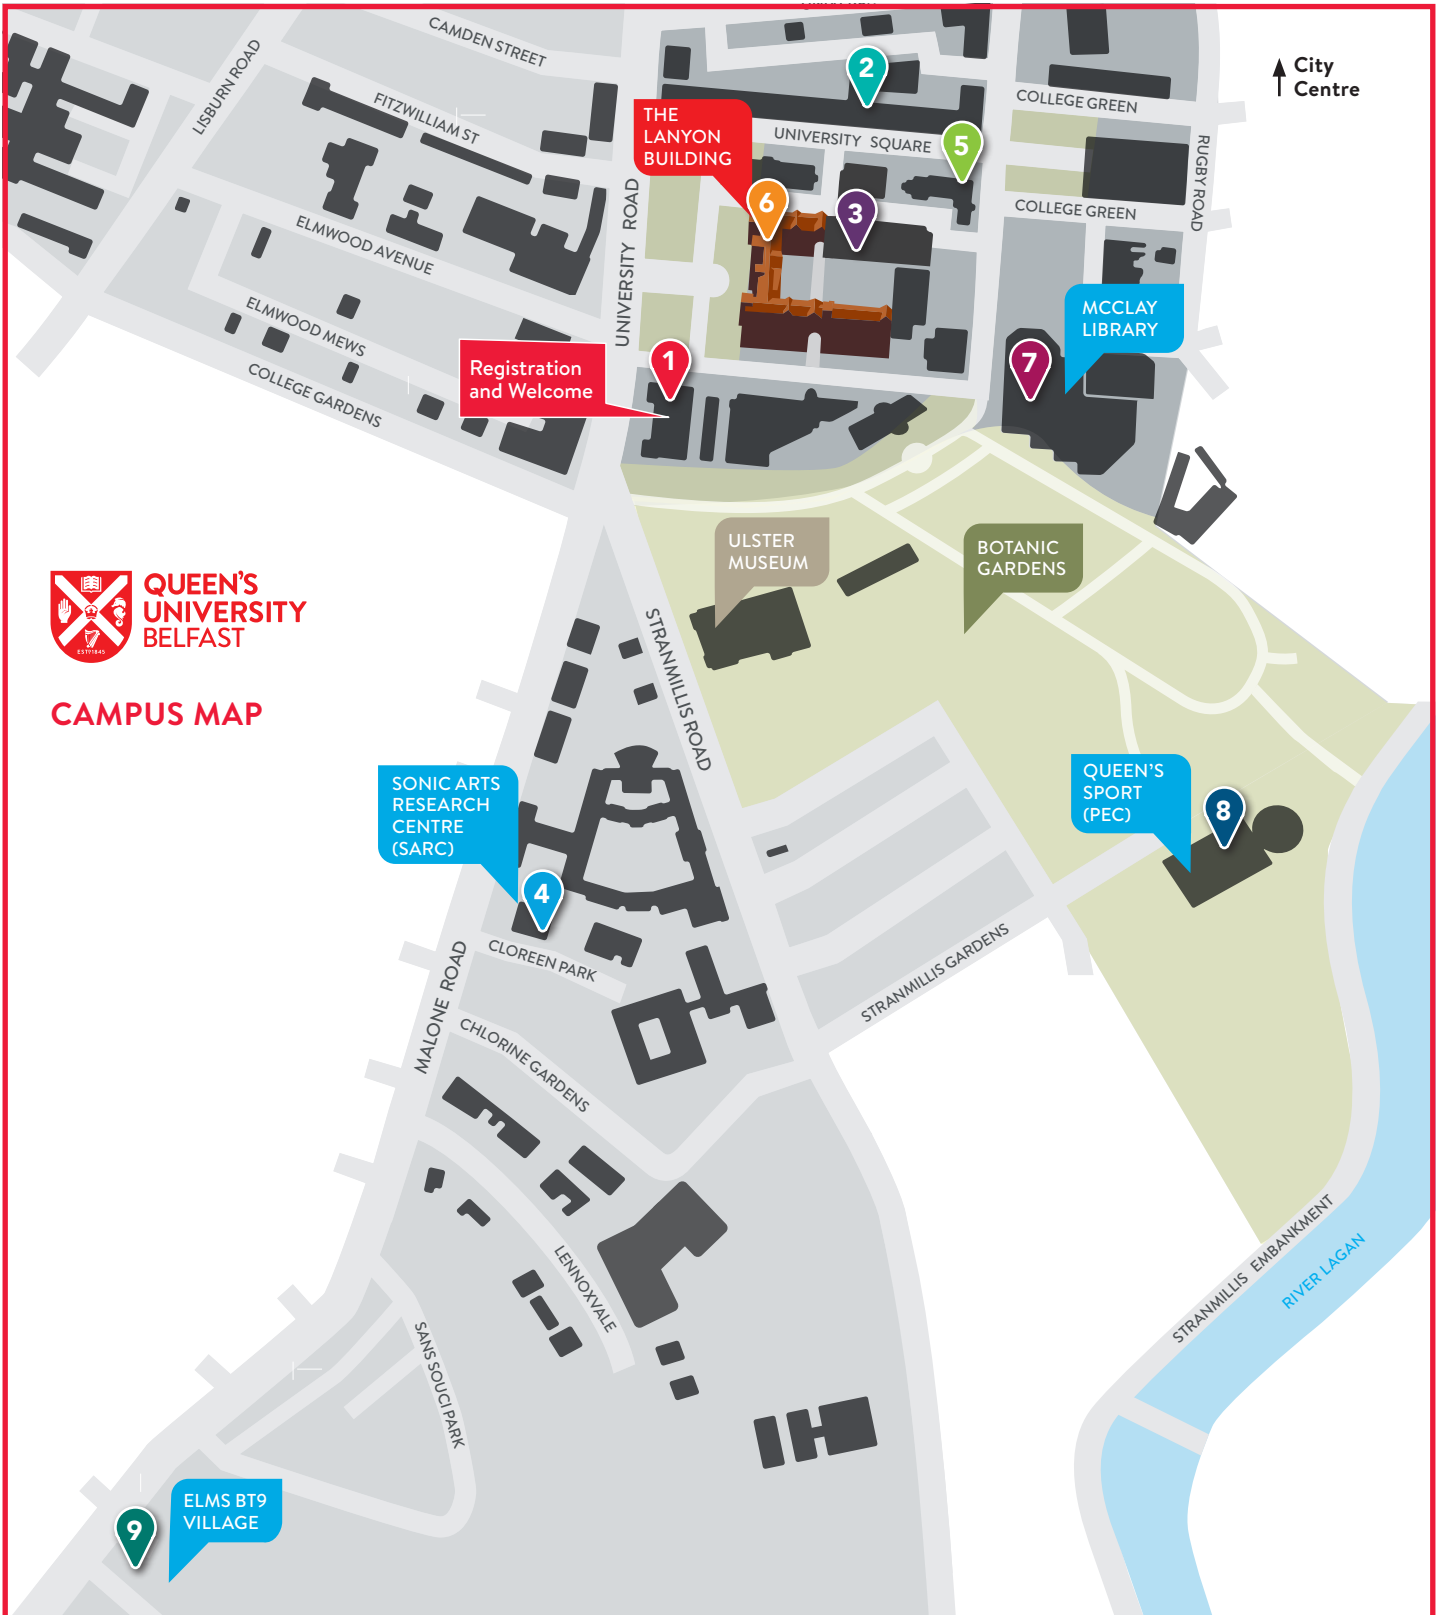 CAMDEN STREET
City
Centre
LISBURN ROAD
FITZWILLIAM ST
2
COLLEGE GREEN
THE
LANYON
BUILDING
UNIVERSITY SQUARE
5
RUGBY ROAD
UNIVERSITY ROAD
6
3
COLLEGE GREEN
ELMWOOD AVENUE
ELMWOOD MEWS
MCCLAY
LIBRARY
COLLEGE GARDENS
Registration
and Welcome
1
7
ULSTER
MUSEUM
BOTANIC
GARDENS
QUEEN'S
UNIVERSITY
BELFAST
ESTD1845
CAMPUS MAP
STRANMILLIS ROAD
SONIC ARTS
RESEARCH
CENTRE
(SARC)
QUEEN'S
SPORT
(PEC)
8
4
CLOREEN PARK
MALONE ROAD
STRANMILLIS GARDENS
CHLORINE GARDENS
LENNOXVALE
STRANMILLIS EMBANKMENT
RIVER LAGAN
SANS SOUCI PARK
ELMS BT9
VILLAGE
9